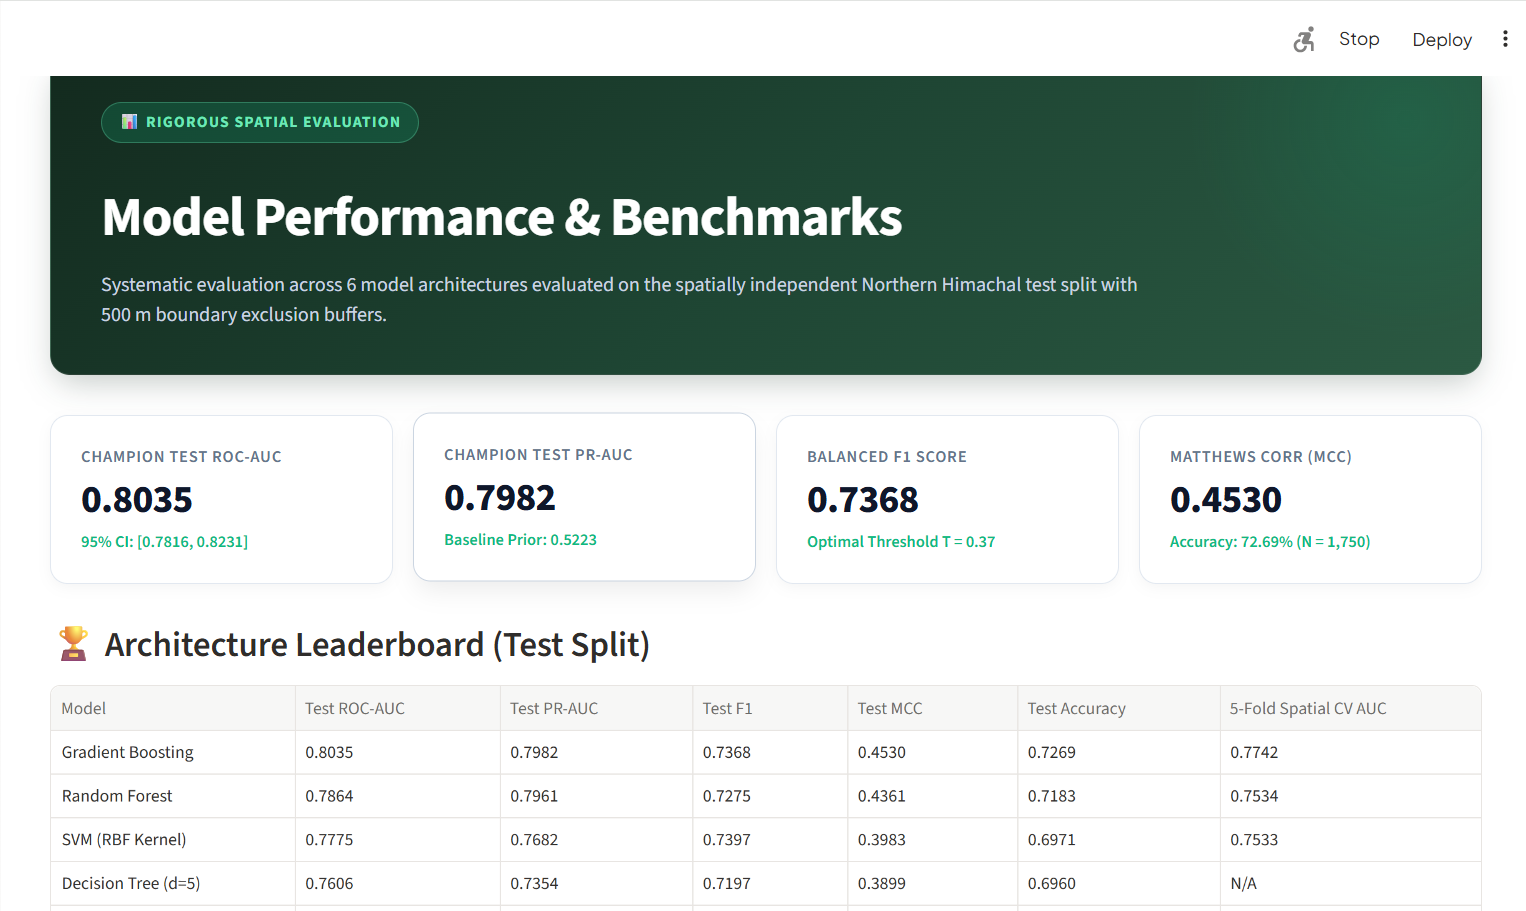 Stop Deploy
RIGOROUS SPATIAL EVALUATION
Model Performance & Benchmarks
Systematic evaluation across 6 model architectures evaluated on the spatially independent Northern Himachal test split with
500 m boundary exclusion buffers.
CHAMPION TEST ROC-AUC
0.8035
95% CI: [0.7816, 0.8231]
CHAMPION TEST PR-AUC
0.7982
Baseline Prior: 0.5223
BALANCED F1 SCORE
0.7368
Optimal Threshold T = 0.37
MATTHEWS CORR (MCC)
0.4530
Accuracy: 72.69% (N = 1,750)
Architecture Leaderboard (Test Split)
Model Test ROC-AUC Test PR-AUC Test F1 Test MCC Test Accuracy 5-Fold Spatial CV AUC
Gradient Boosting 0.8035 0.7982 0.7368 0.4530 0.7269 0.7742
Random Forest 0.7864 0.7961 0.7275 0.4361 0.7183 0.7534
SVM (RBF Kernel) 0.7775 0.7682 0.7397 0.3983 0.6971 0.7533
Decision Tree (d=5) 0.7606 0.7354 0.7197 0.3899 0.6960 N/A